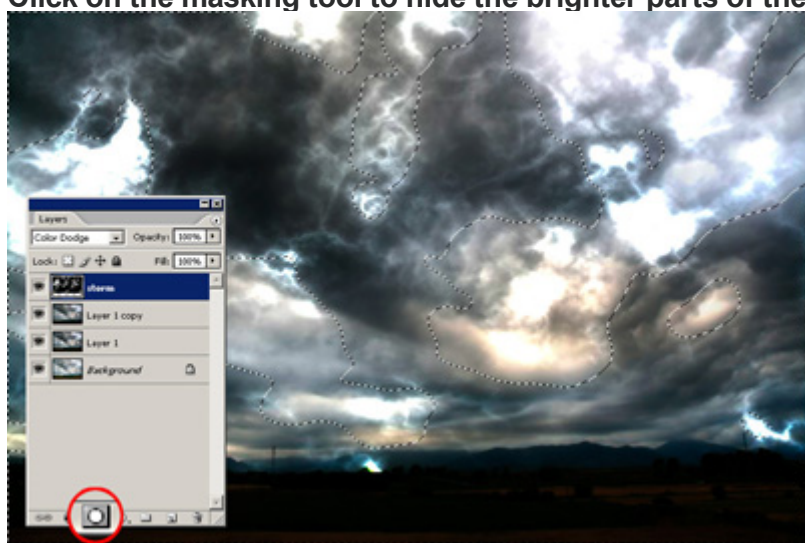 Click on the masking tool to hide the brighter parts of the
Layers
Color Dodge Opacity: 100%
Lock: Fill: 100%
storm
Layer 1 copy
Layer 1
Background